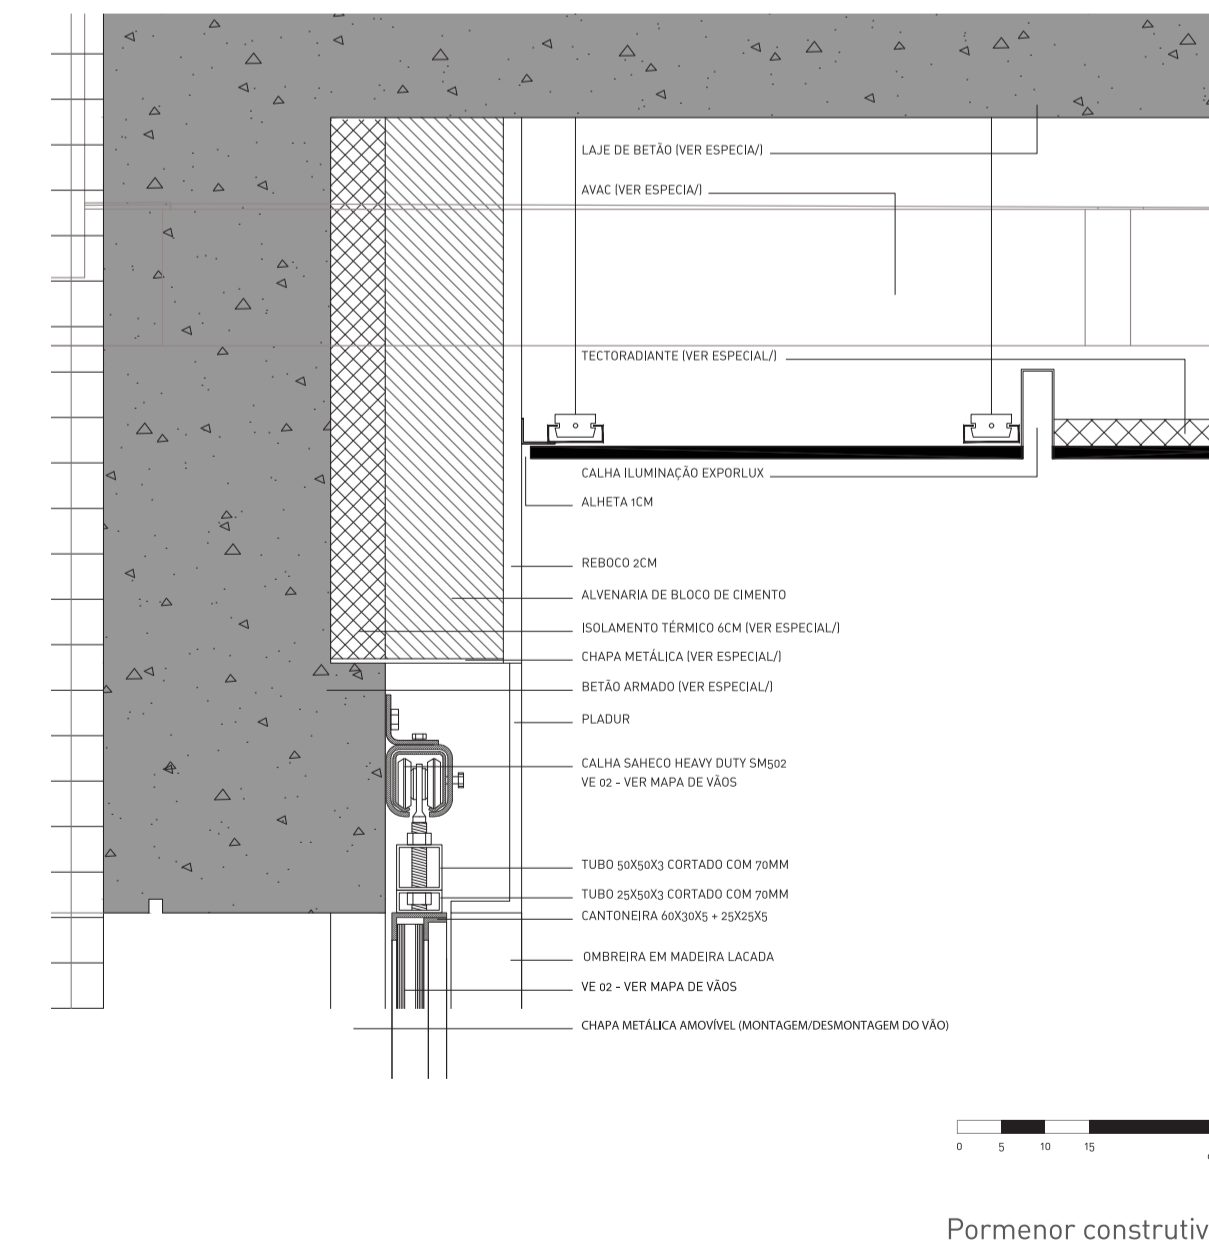 LAJE DE BETÃO (VER ESPECIA/)
AVAC (VER ESPECIA/)
TECTORADIANTE (VER ESPECIAL/)
CALHA ILUMINAÇÃO EXPORLUX
ALHETA 1CM
REBOCO 2CM
ALVENARIA DE BLOCO DE CIMENTO
ISOLAMENTO TÉRMICO 6CM (VER ESPECIAL/)
CHAPA METÁLICA (VER ESPECIAL/)
BETÃO ARMADO (VER ESPECIAL/)
PLADUR
CALHA SAHECO HEAVY DUTY SM502
VE 02 - VER MAPA DE VÃOS
TUBO 50X50X3 CORTADO COM 70MM
TUBO 25X50X3 CORTADO COM 70MM
CANTONEIRA 60X30X5 + 25X25X5
OMBREIRA EM MADEIRA LACADA
VE 02 - VER MAPA DE VÃOS
CHAPA METÁLICA AMOVÍVEL (MONTAGEM/DESMONTAGEM DO VÃO)
0 5 10 15
Pormenor construtiv